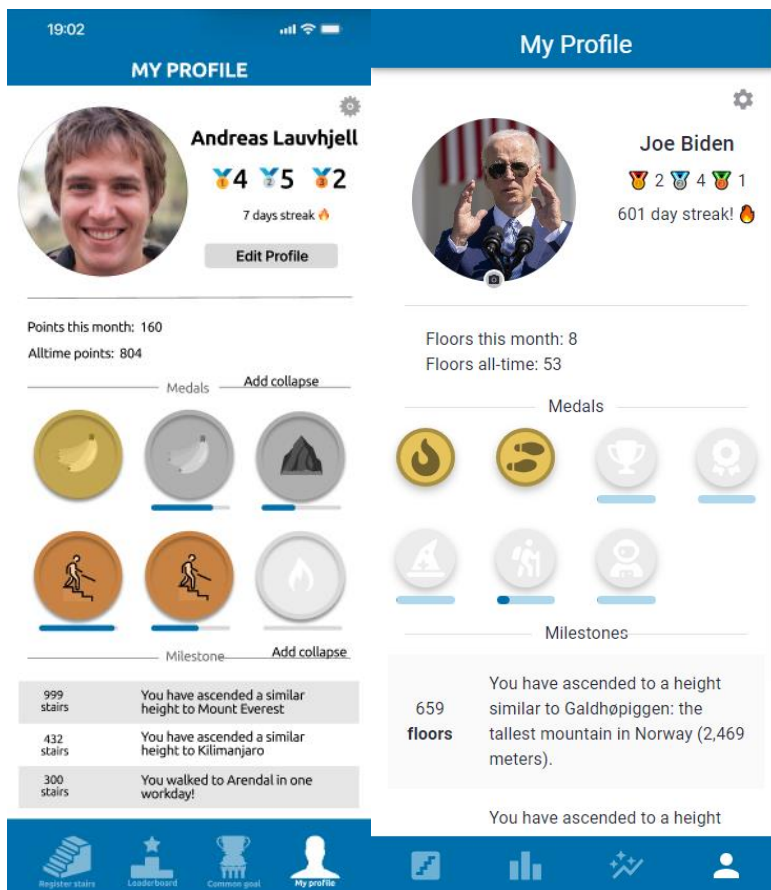 19:02
MY PROFILE
Andreas Lauvhjell
4 5 2
7 days streak
Edit Profile
Points this month: 160
Alltime points: 804
Medals
Add collapse
Milestone
Add collapse
999
stairs
You have ascended a similar
height to Mount Everest
432
stairs
You have ascended a similar
height to Kilimanjaro
300
stairs
You walked to Arendal in one
workday!
Register stairs
Leaderboard
Common goal
My profile
My Profile
Joe Biden
2 4 1
601 day streak!
Floors this month: 8
Floors all-time: 53
Medals
Milestones
659
floors
You have ascended to a height
similar to Galdhøpiggen: the
tallest mountain in Norway (2,469
meters).
You have ascended to a height